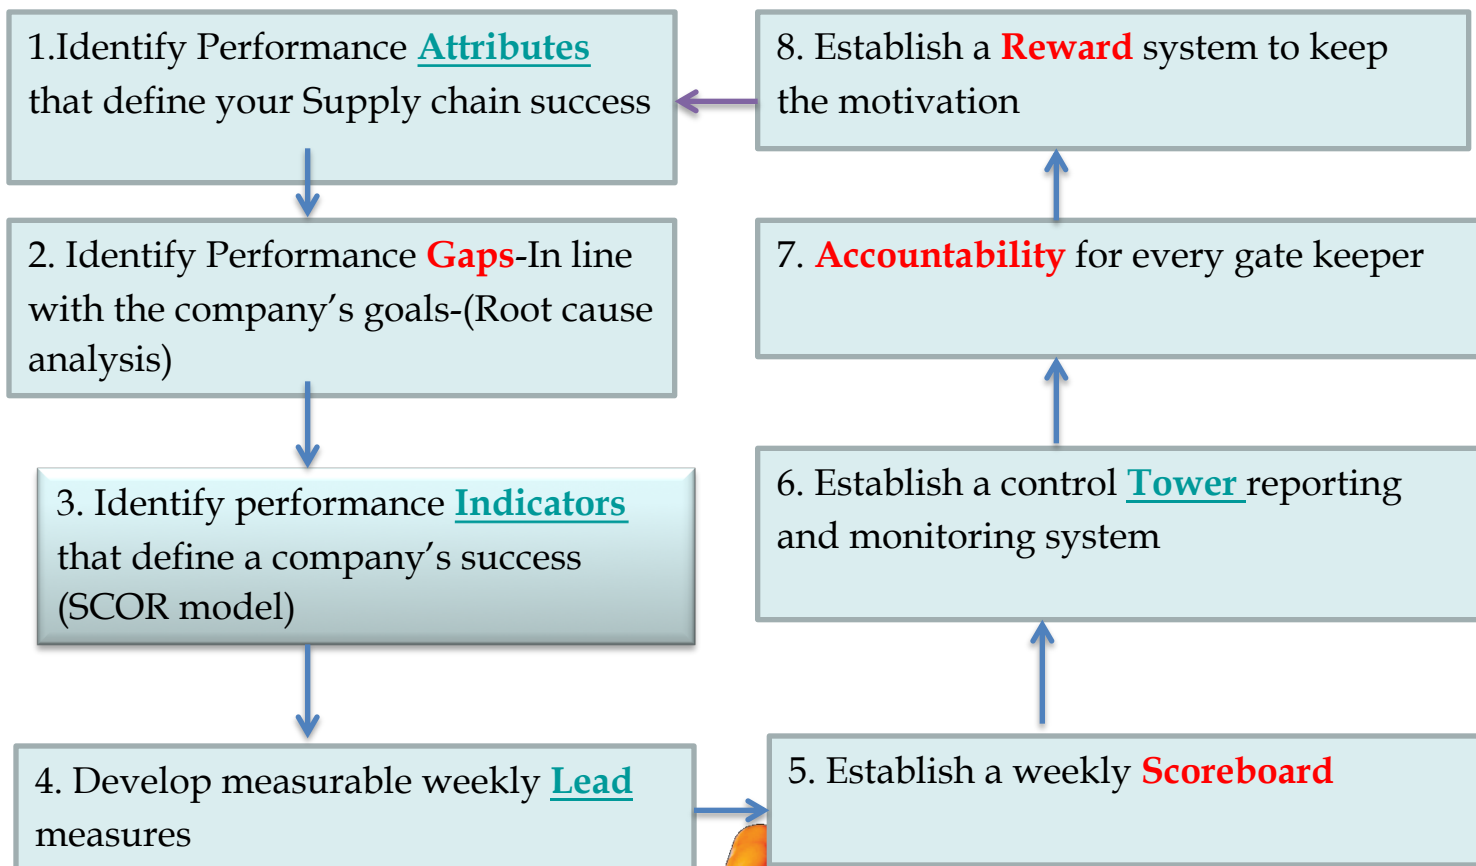 1.Identify Performance Attributes
that define your Supply chain success
2. Identify Performance Gaps-In line
with the company’s goals-(Root cause
analysis)
3. Identify performance Indicators
that define a company’s success
(SCOR model)
4. Develop measurable weekly Lead
measures
5. Establish a weekly Scoreboard
6. Establish a control Tower reporting
and monitoring system
7. Accountability for every gate keeper
8. Establish a Reward system to keep
the motivation